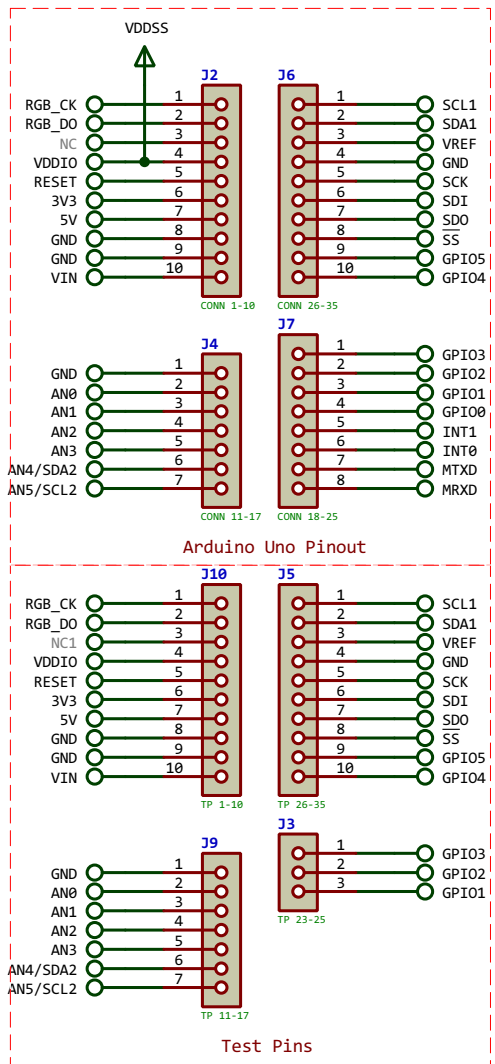 VDDSS
J2
RGB_CK 1
RGB_DO 2
NC 3
VDDIO 4
RESET 5
3V3 6
5V 7
GND 8
GND 9
VIN 10
CONN 1-10
J6
1 SCL1
2 SDA1
3 VREF
4 GND
5 SCK
6 SDI
7 SDO
8 SS
9 GPIO5
10 GPIO4
CONN 26-35
J4
GND 1
AN0 2
AN1 3
AN2 4
AN3 5
AN4/SDA2 6
AN5/SCL2 7
CONN 11-17
J7
1 GPIO3
2 GPIO2
3 GPIO1
4 GPIO0
5 INT1
6 INT0
7 MTXD
8 MRXD
CONN 18-25
Arduino Uno Pinout
J10
RGB_CK 1
RGB_DO 2
NC1 3
VDDIO 4
RESET 5
3V3 6
5V 7
GND 8
GND 9
VIN 10
TP 1-10
J5
1 SCL1
2 SDA1
3 VREF
4 GND
5 SCK
6 SDI
7 SDO
8 SS
9 GPIO5
10 GPIO4
TP 26-35
J9
GND 1
AN0 2
AN1 3
AN2 4
AN3 5
AN4/SDA2 6
AN5/SCL2 7
TP 11-17
J3
1 GPIO3
2 GPIO2
3 GPIO1
TP 23-25
Test Pins